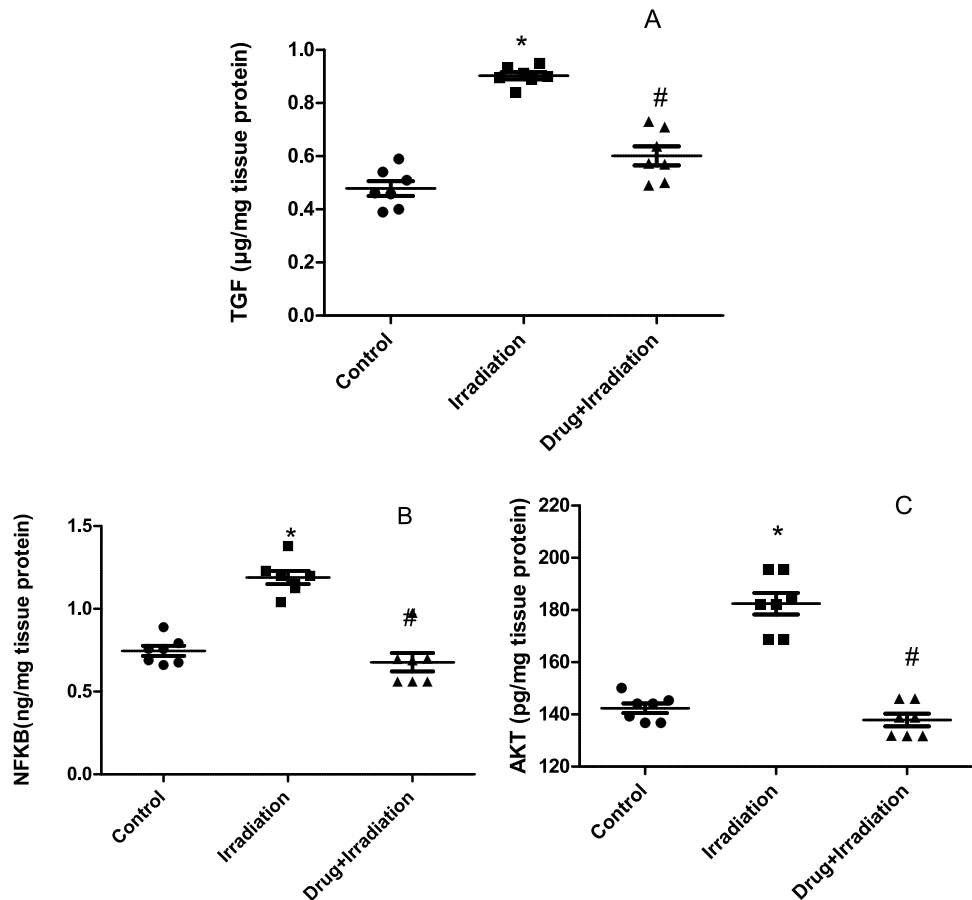 A
*
#
TGF (µg/mg tissue protein)
1.0
0.8
0.6
0.4
0.2
0.0
Control
Irradiation
Drug+Irradiation
B
*
#
NFKB(ng/mg tissue protein)
1.5
1.0
0.5
0.0
Control
Irradiation
Drug+Irradiation
C
*
#
AKT (pg/mg tissue protein)
220
200
180
160
140
120
Control
Irradiation
Drug+Irradiation